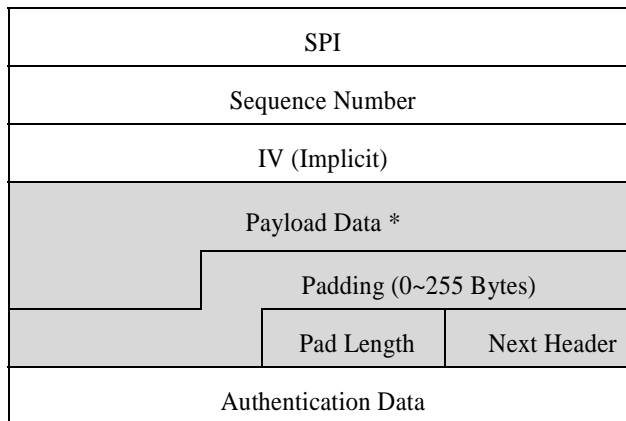 SPI
Sequence Number
IV (Implicit)
Payload Data *
Padding (0~255 Bytes)
Pad Length Next Header
Authentication Data